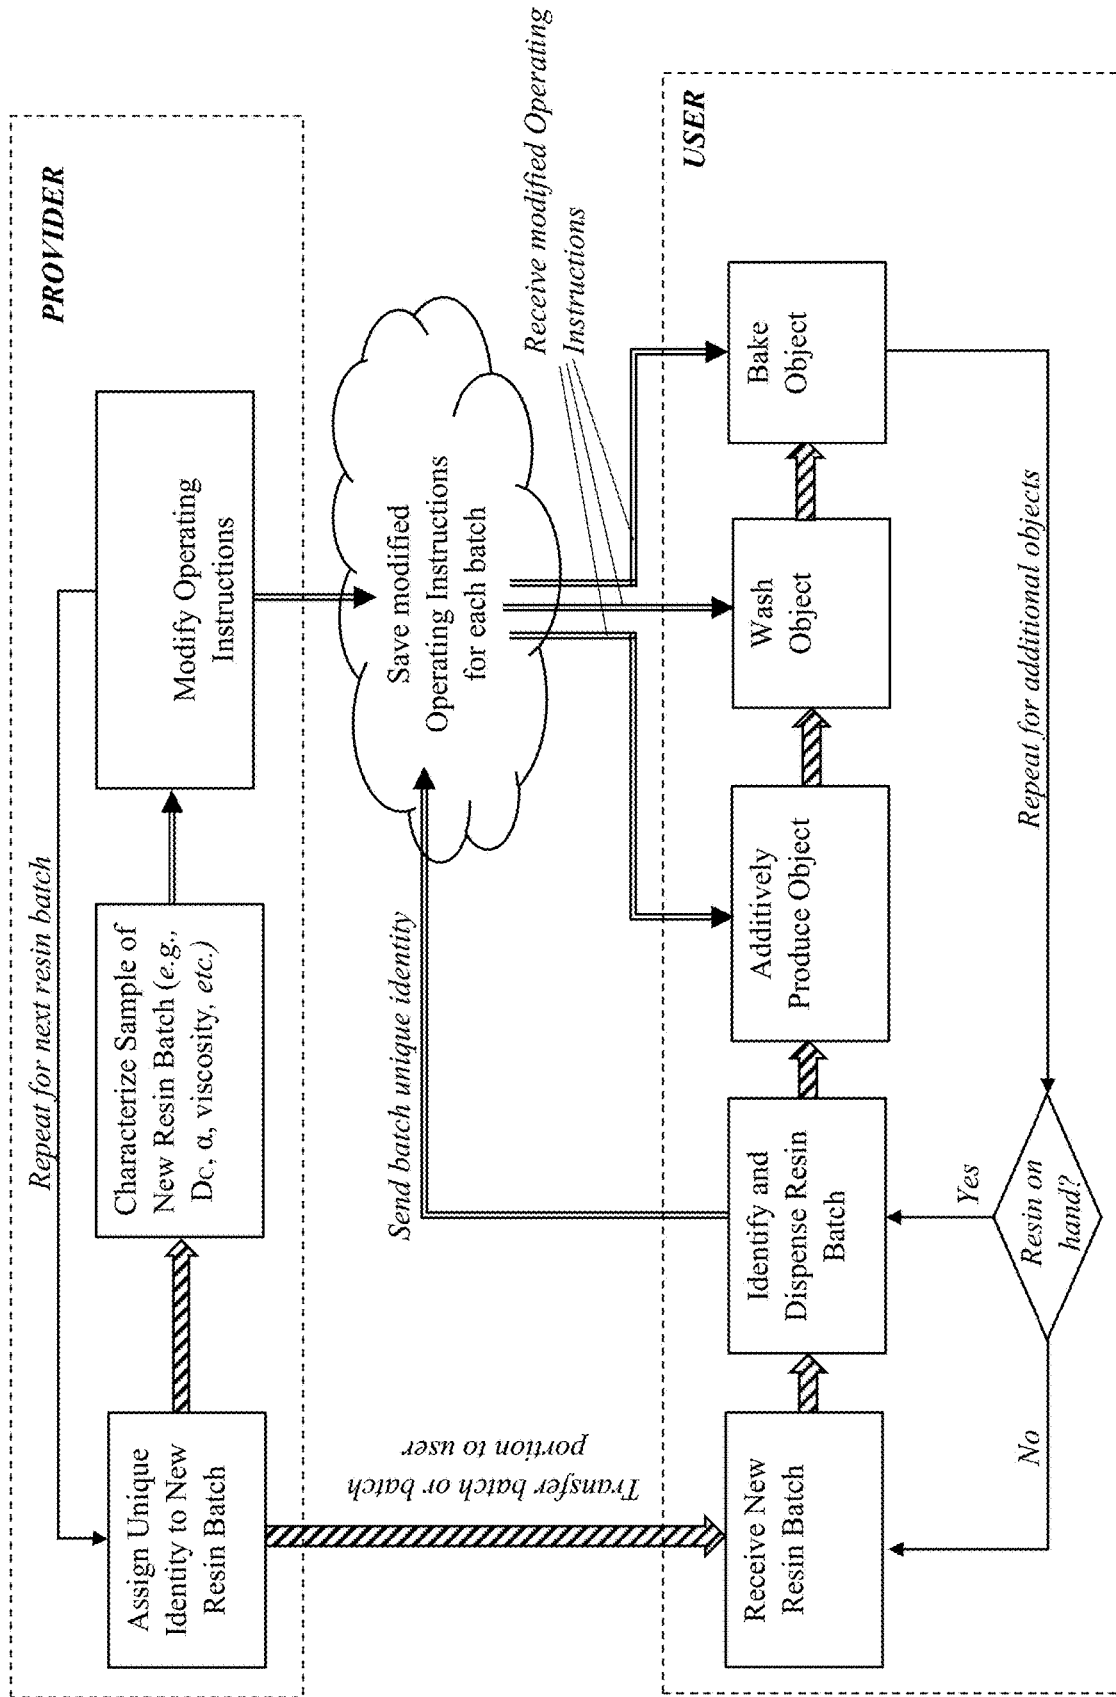 Repeat for next resin batch
PROVIDER
Assign Unique
Identity to New
Resin Batch
Characterize Sample of
New Resin Batch (e.g.,
DC, α, viscosity, etc.)
Modify Operating
Instructions
Transfer batch or batch
portion to user
Send batch unique identity
Save modified
Operating Instructions
for each batch
Receive modified Operating
Instructions
USER
Receive New
Resin Batch
Identify and
Dispense Resin
Batch
Additively
Produce Object
Wash
Object
Bake
Object
No
Yes
Resin on
hand?
Repeat for additional objects